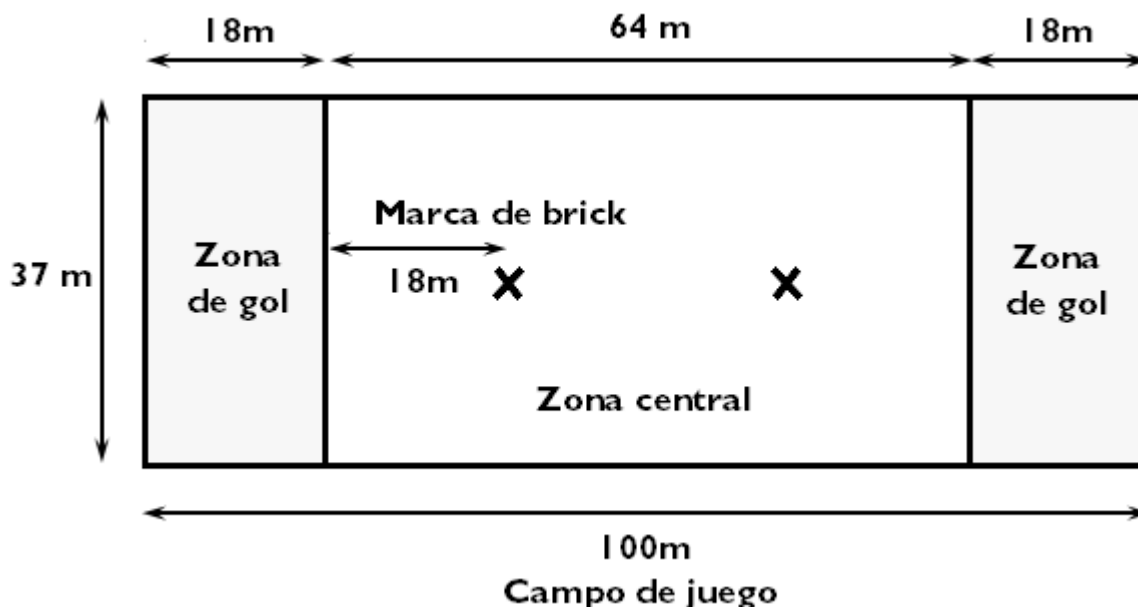 18m
64 m
18m
Marca de brick
Zona
de gol
37 m
18m
Zona
de gol
Zona central
100m
Campo de juego